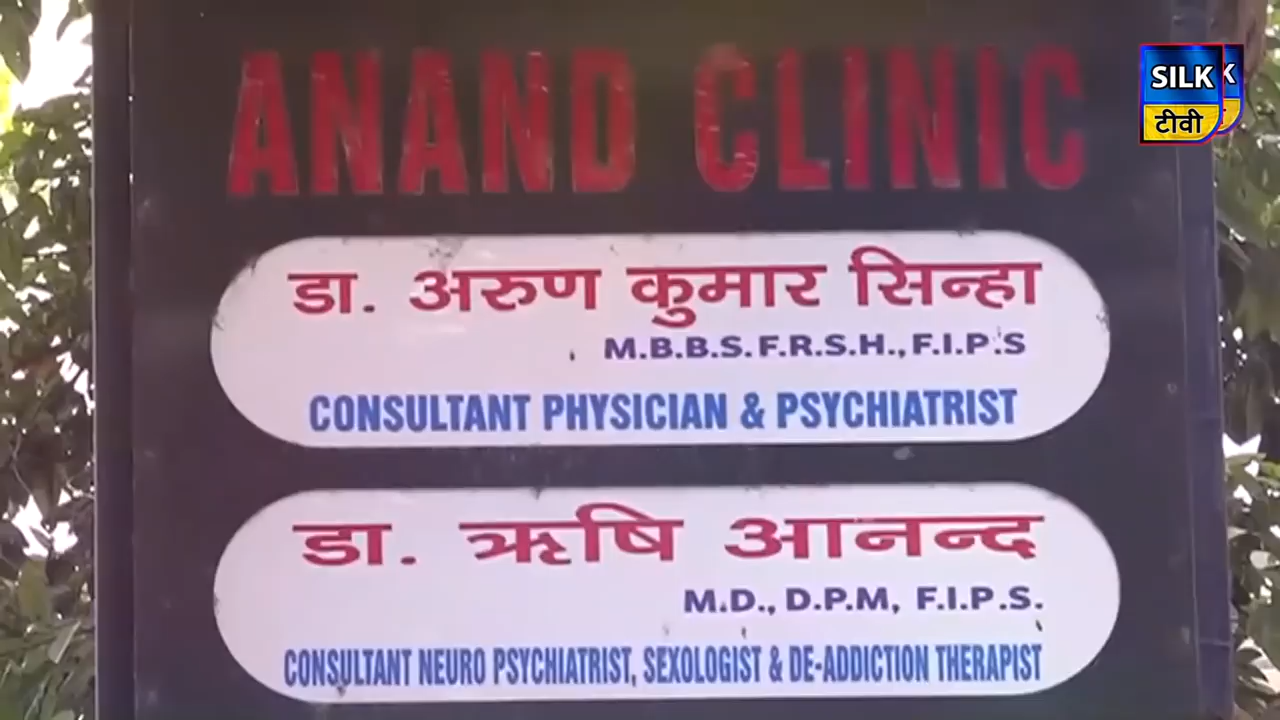 ANAND CLINIC
SILK
K
टीवी
डा. अरुण कुमार सिन्हा
M.B.B.S. F.R.S.H., F.I.P.S
CONSULTANT PHYSICIAN & PSYCHIATRIST
डा. ऋषि आनन्द
M.D., D.P.M, F.I.P.S.
CONSULTANT NEURO PSYCHIATRIST, SEXOLOGIST & DE-ADDICTION THERAPIST